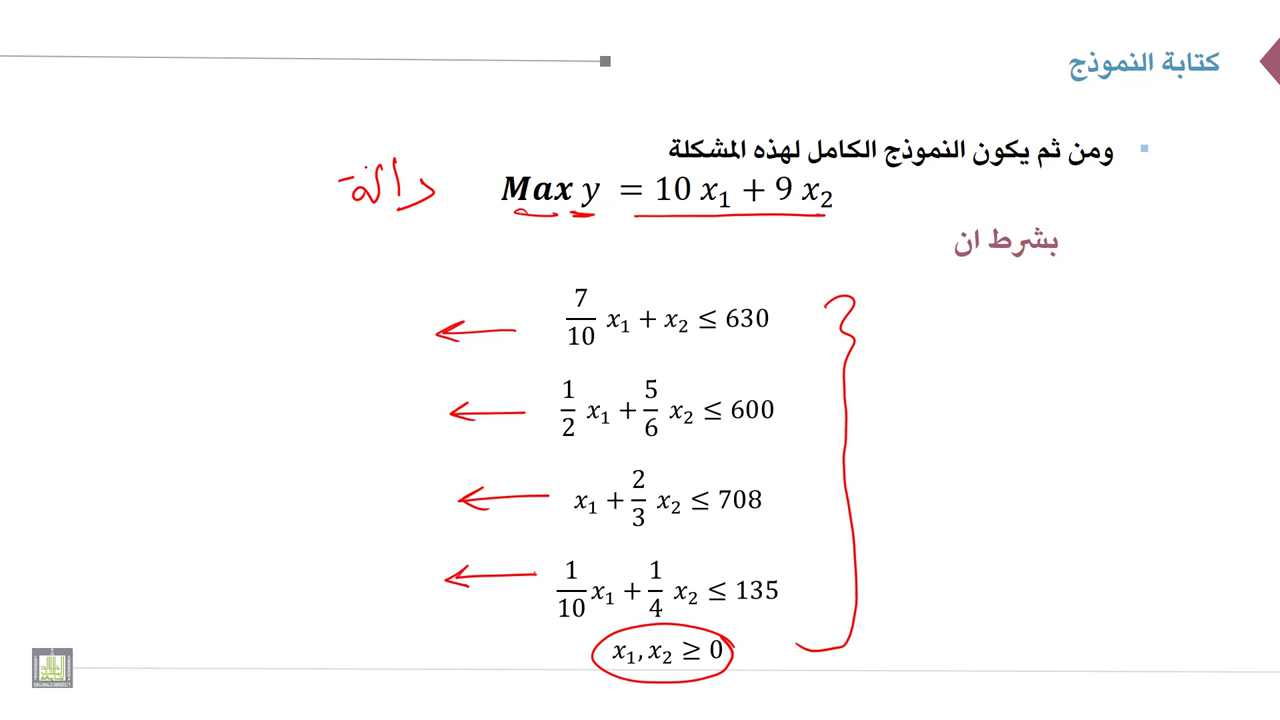 كتابة النموذج
ومن ثم يكون النموذج الكامل لهذه المشكلة
Max y = 10 x₁ + 9 x₂
دالة
بشرط ان
7/10 x₁ + x₂ ≤ 630
1/2 x₁ + 5/6 x₂ ≤ 600
x₁ + 2/3 x₂ ≤ 708
1/10 x₁ + 1/4 x₂ ≤ 135
x₁, x₂ ≥ 0